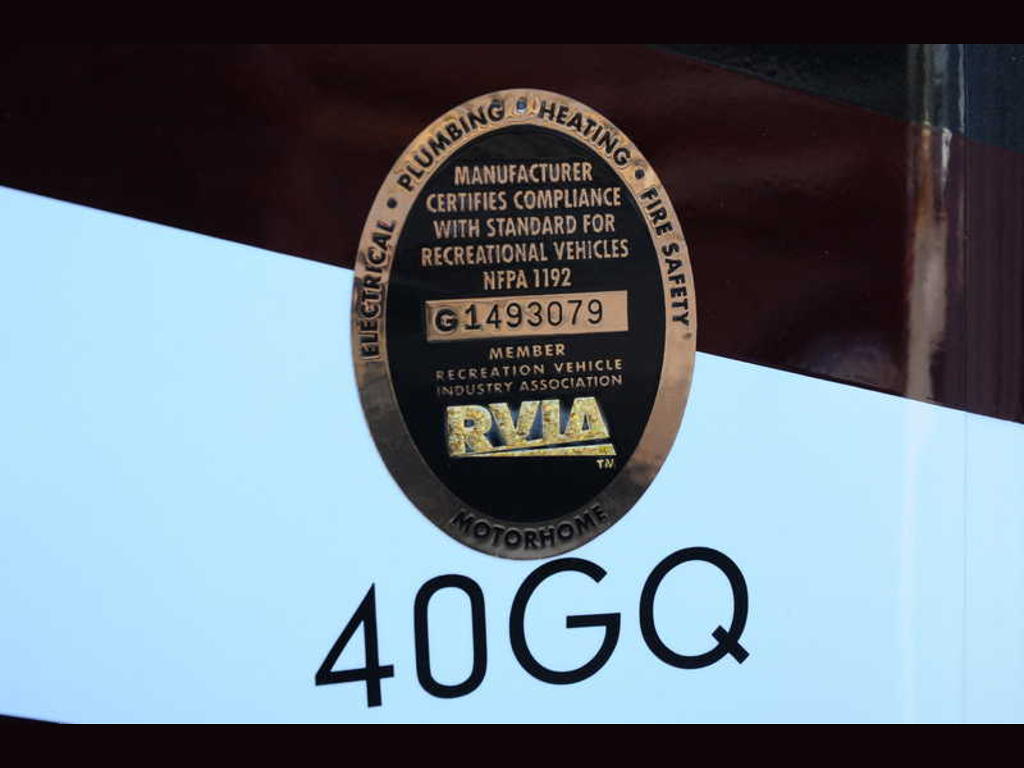 ELECTRICAL • PLUMBING • HEATING • FIRE SAFETY
MANUFACTURER
CERTIFIES COMPLIANCE
WITH STANDARD FOR
RECREATIONAL VEHICLES
NFPA 1192
G1493079
MEMBER
RECREATION VEHICLE
INDUSTRY ASSOCIATION
RVIA
TM
MOTORHOME
40GQ